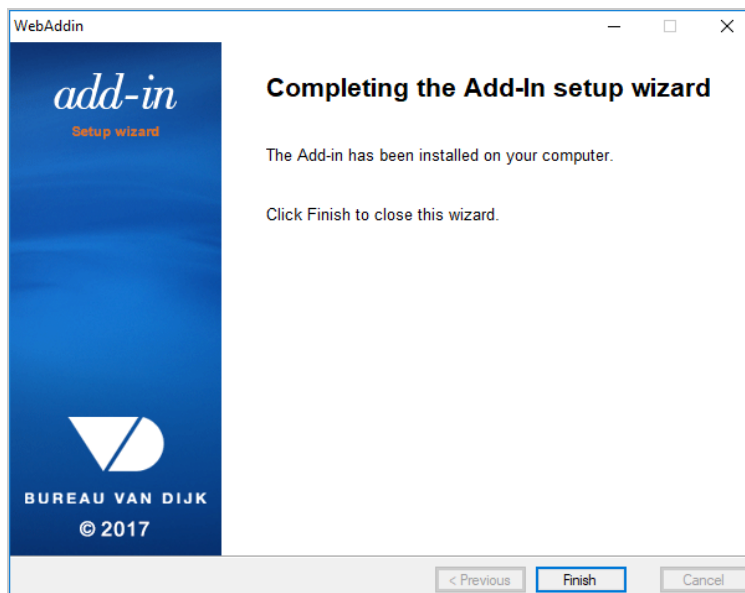 WebAddin
add-in
Setup wizard
Completing the Add-In setup wizard
The Add-in has been installed on your computer.
Click Finish to close this wizard.
BUREAU VAN DIJK
© 2017
< Previous
Finish
Cancel